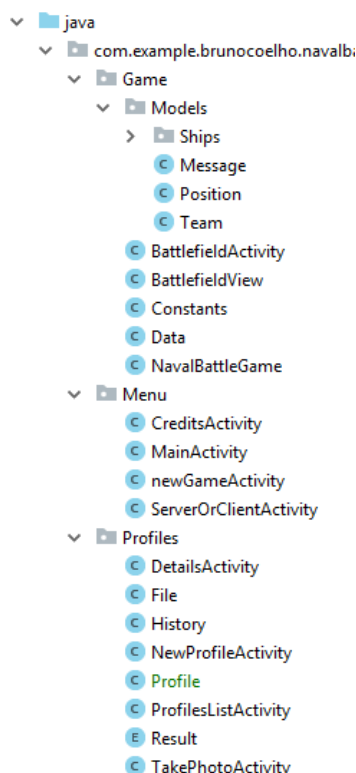 java
com.example.brunocoelho.navalba
Game
Models
Ships
C Message
C Position
C Team
C BattlefieldActivity
C BattlefieldView
C Constants
C Data
C NavalBattleGame
Menu
C CreditsActivity
C MainActivity
C newGameActivity
C ServerOrClientActivity
Profiles
C DetailsActivity
C File
C History
C NewProfileActivity
C Profile
C ProfilesListActivity
E Result
C TakePhotoActivity